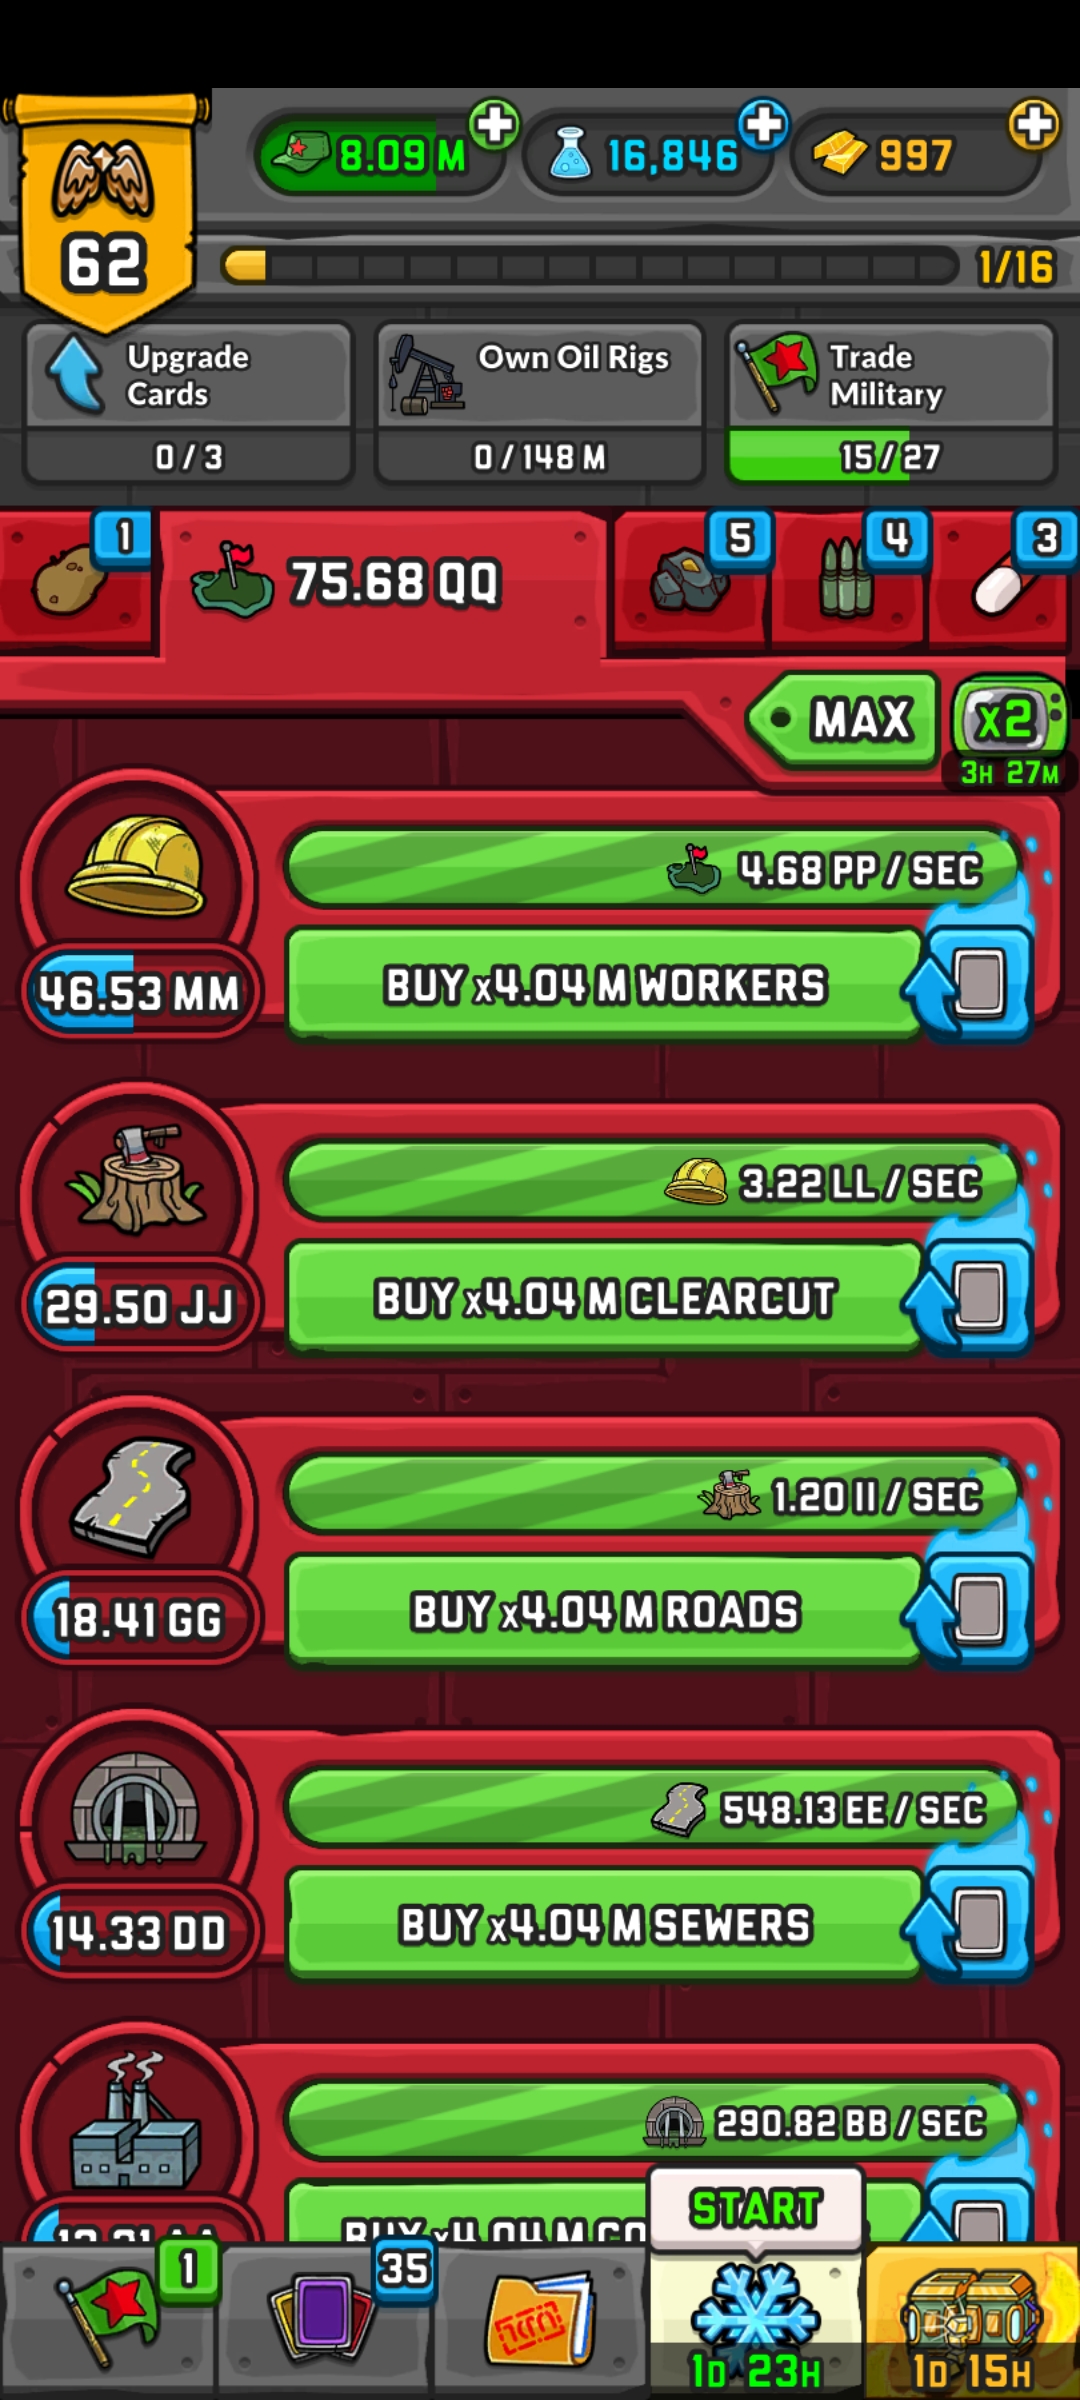 8.09 M
16,846
997
62
1/16
Upgrade
Cards
0/3
Own Oil Rigs
0/148 M
Trade
Military
15/27
1
75.68 QQ
5
4
3
MAX
x2
3H 27M
4.68 PP / SEC
46.53 MM
BUY x4.04 M WORKERS
3.22 LL / SEC
29.50 JJ
BUY x4.04 M CLEARCUT
1.20 II / SEC
18.41 GG
BUY x4.04 M ROADS
548.13 EE / SEC
14.33 DD
BUY x4.04 M SEWERS
290.82 BB / SEC
BUY x4.04 M
START
1
35
1D 23H
1D 15H